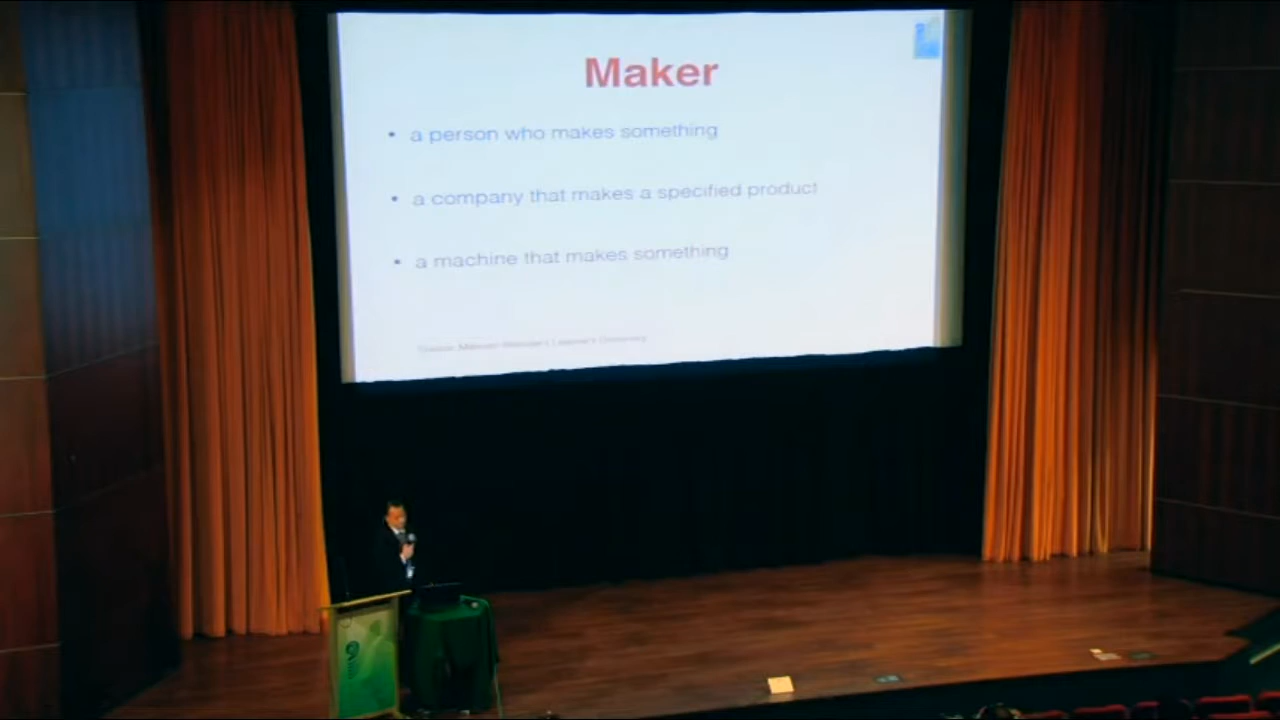 Maker
• a person who makes something
• a company that makes a specified product
• a machine that makes something